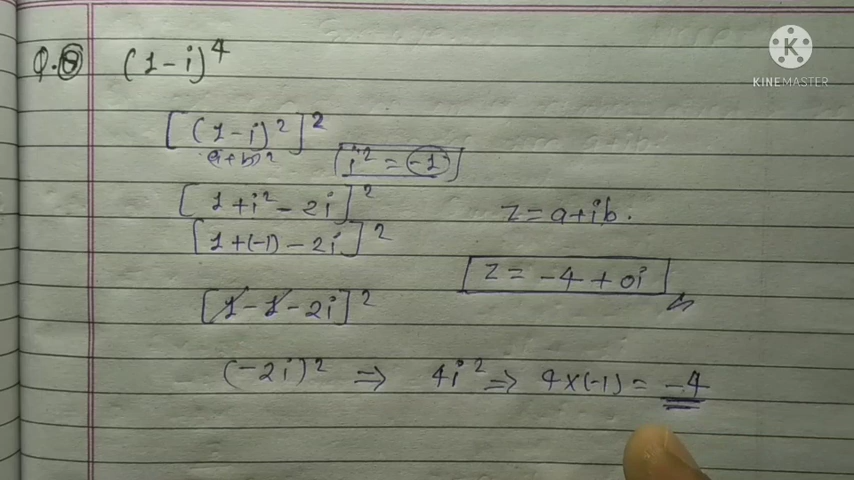 Q.8 (1-i)^4
[(1-i)^2]^2
(a+b)^2
i^2 = -1
[1+i^2-2i]^2
[1+(-1)-2i]^2
[1-1-2i]^2
(-2i)^2 ⇒ 4i^2 ⇒ 4×(-1) = -4
z=a+ib.
z = -4+0i
K
KINEMASTER